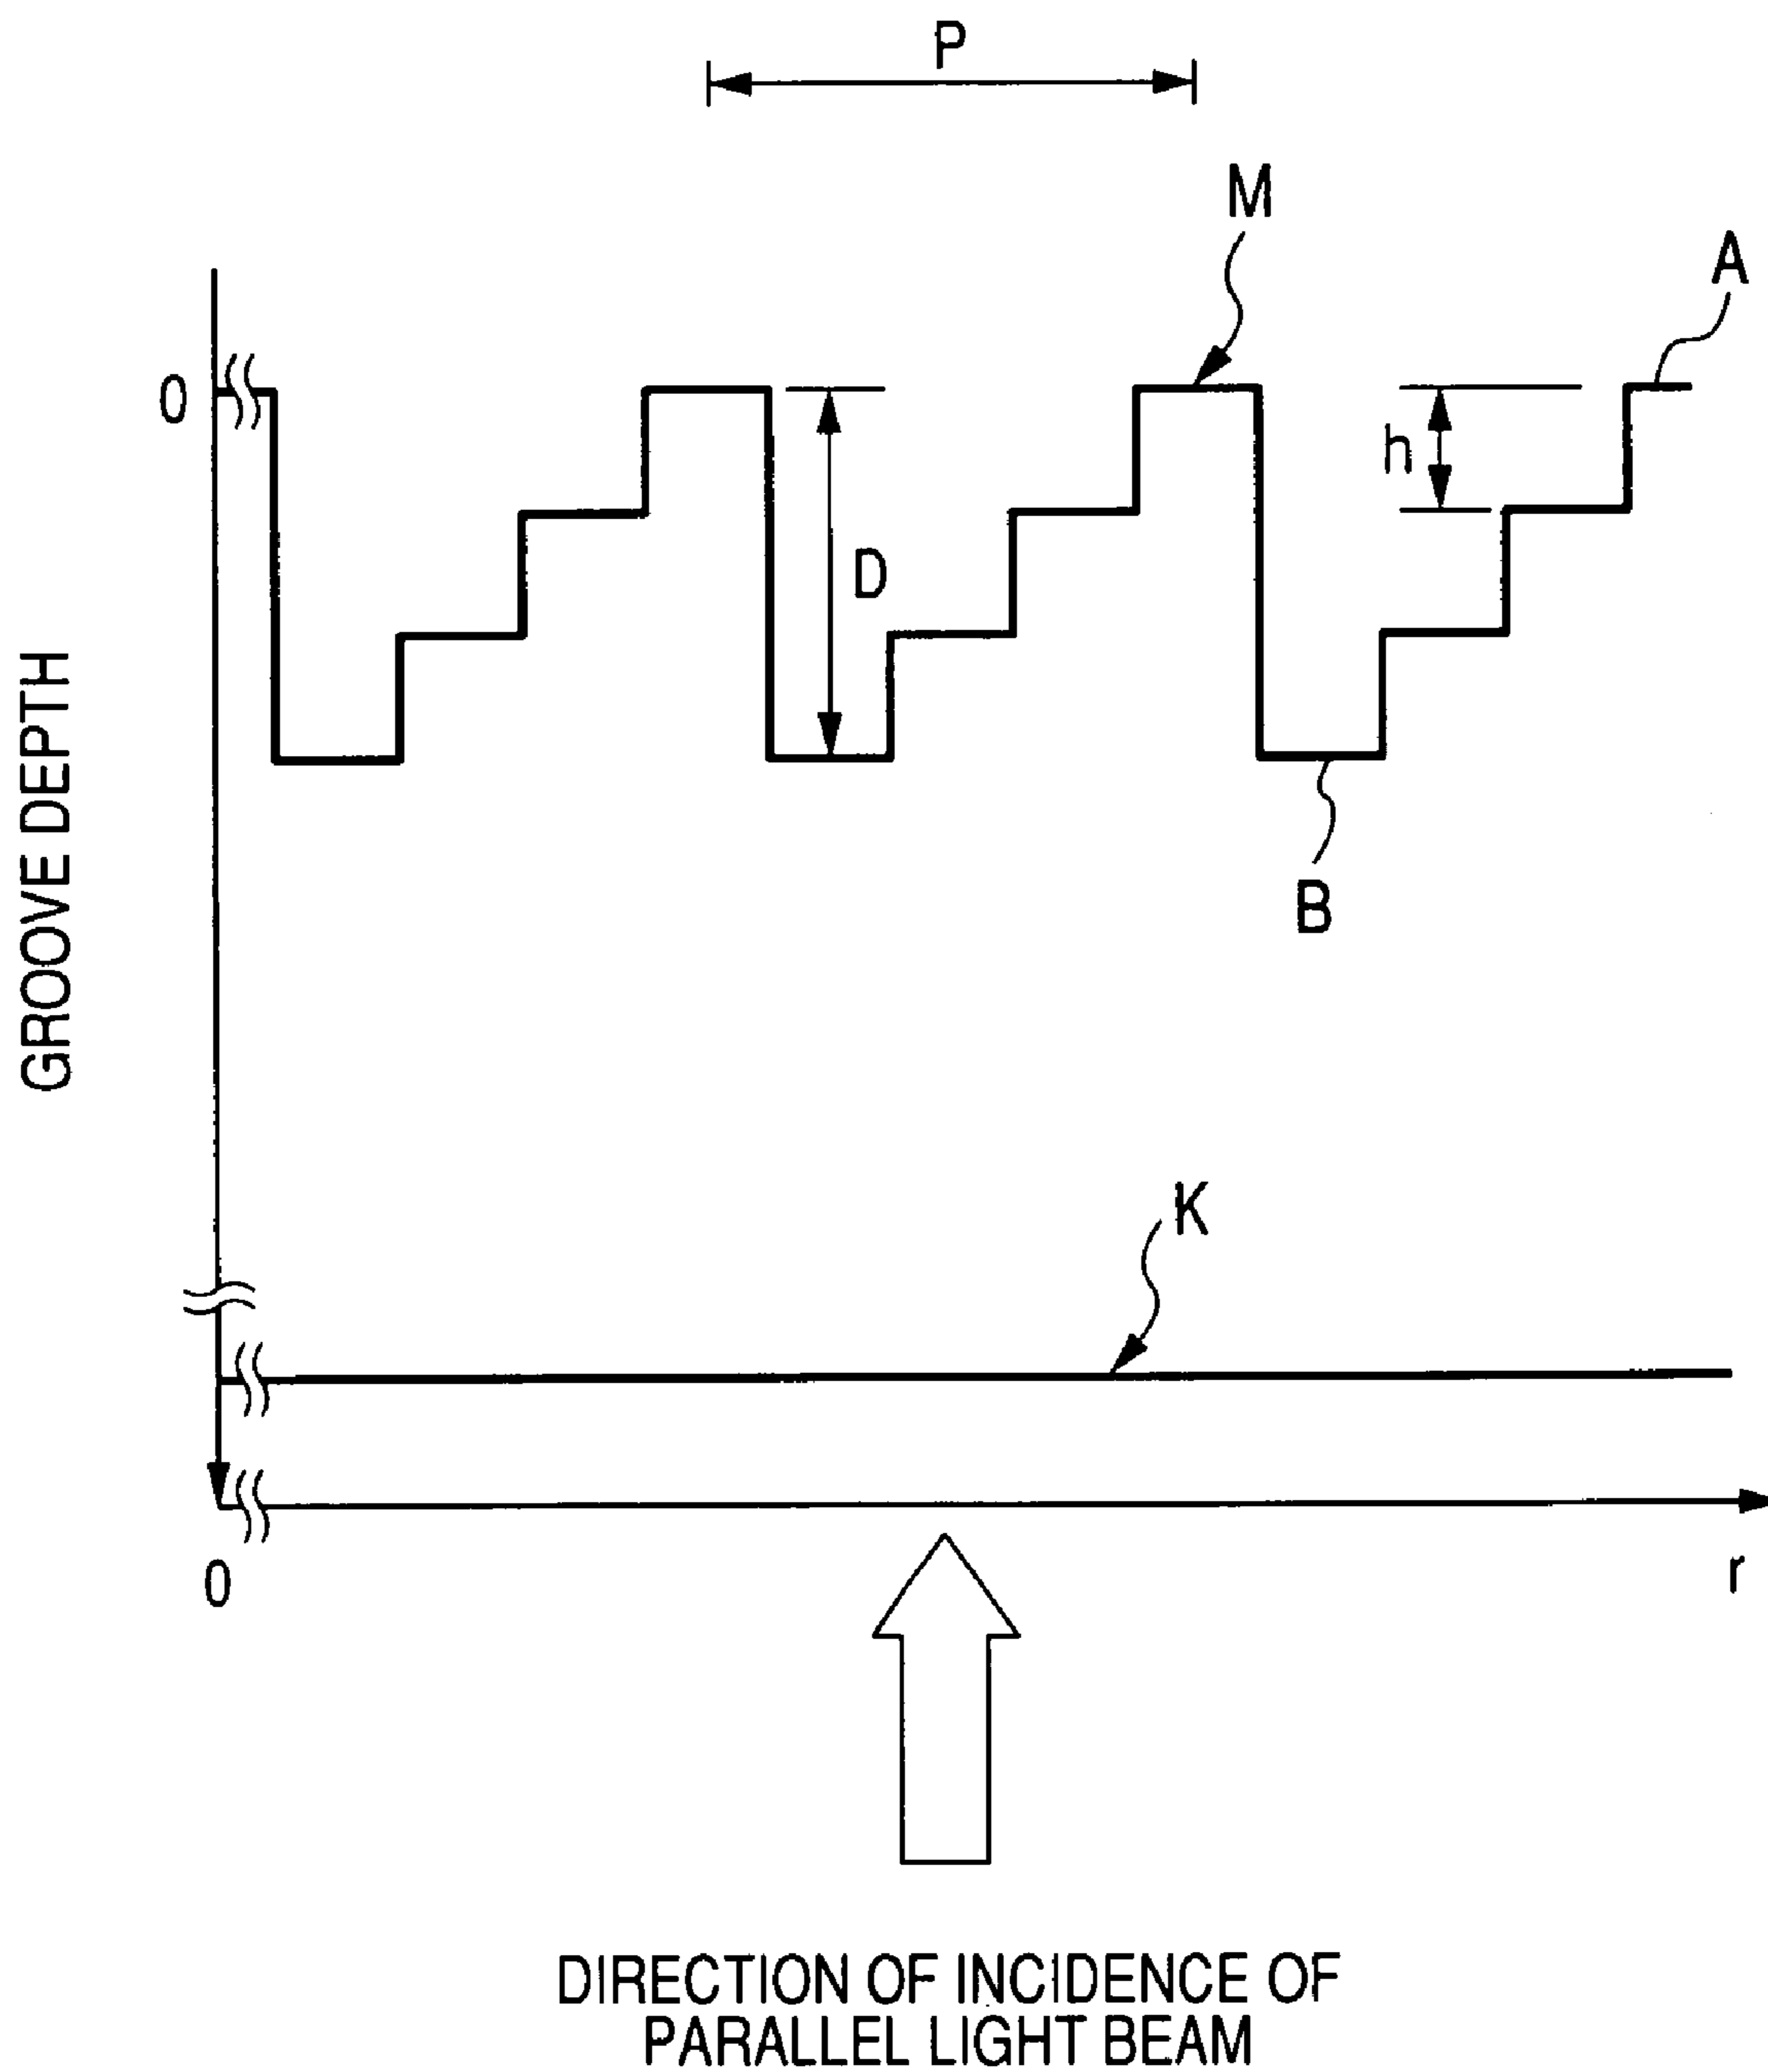 P
M
A
0
h
D
GROOVE DEPTH
B
K
0
r
DIRECTION OF INCIDENCE OF
PARALLEL LIGHT BEAM